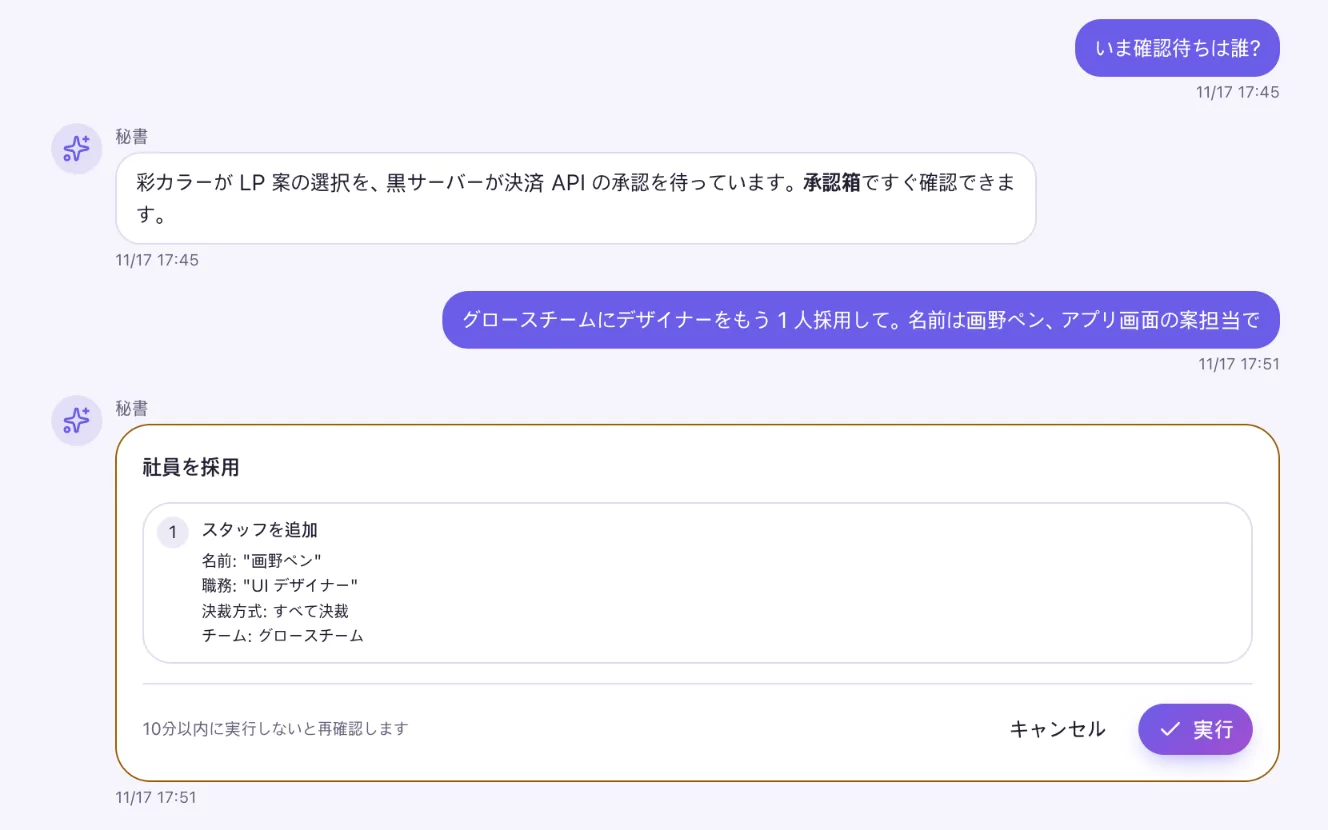 いま確認待ちは誰?
11/17 17:45
秘書
彩カラーが LP 案の選択を、黒サーバーが決済 API の承認を待っています。承認箱ですぐ確認できま
す。
11/17 17:45
グロースチームにデザイナーをもう 1 人採用して。名前は画野ペン、アプリ画面の案担当で
11/17 17:51
秘書
社員を採用
1
スタッフを追加
名前: "画野ペン"
職務: "UI デザイナー"
決裁方式: すべて決裁
チーム: グロースチーム
10分以内に実行しないと再確認します
キャンセル
実行
11/17 17:51